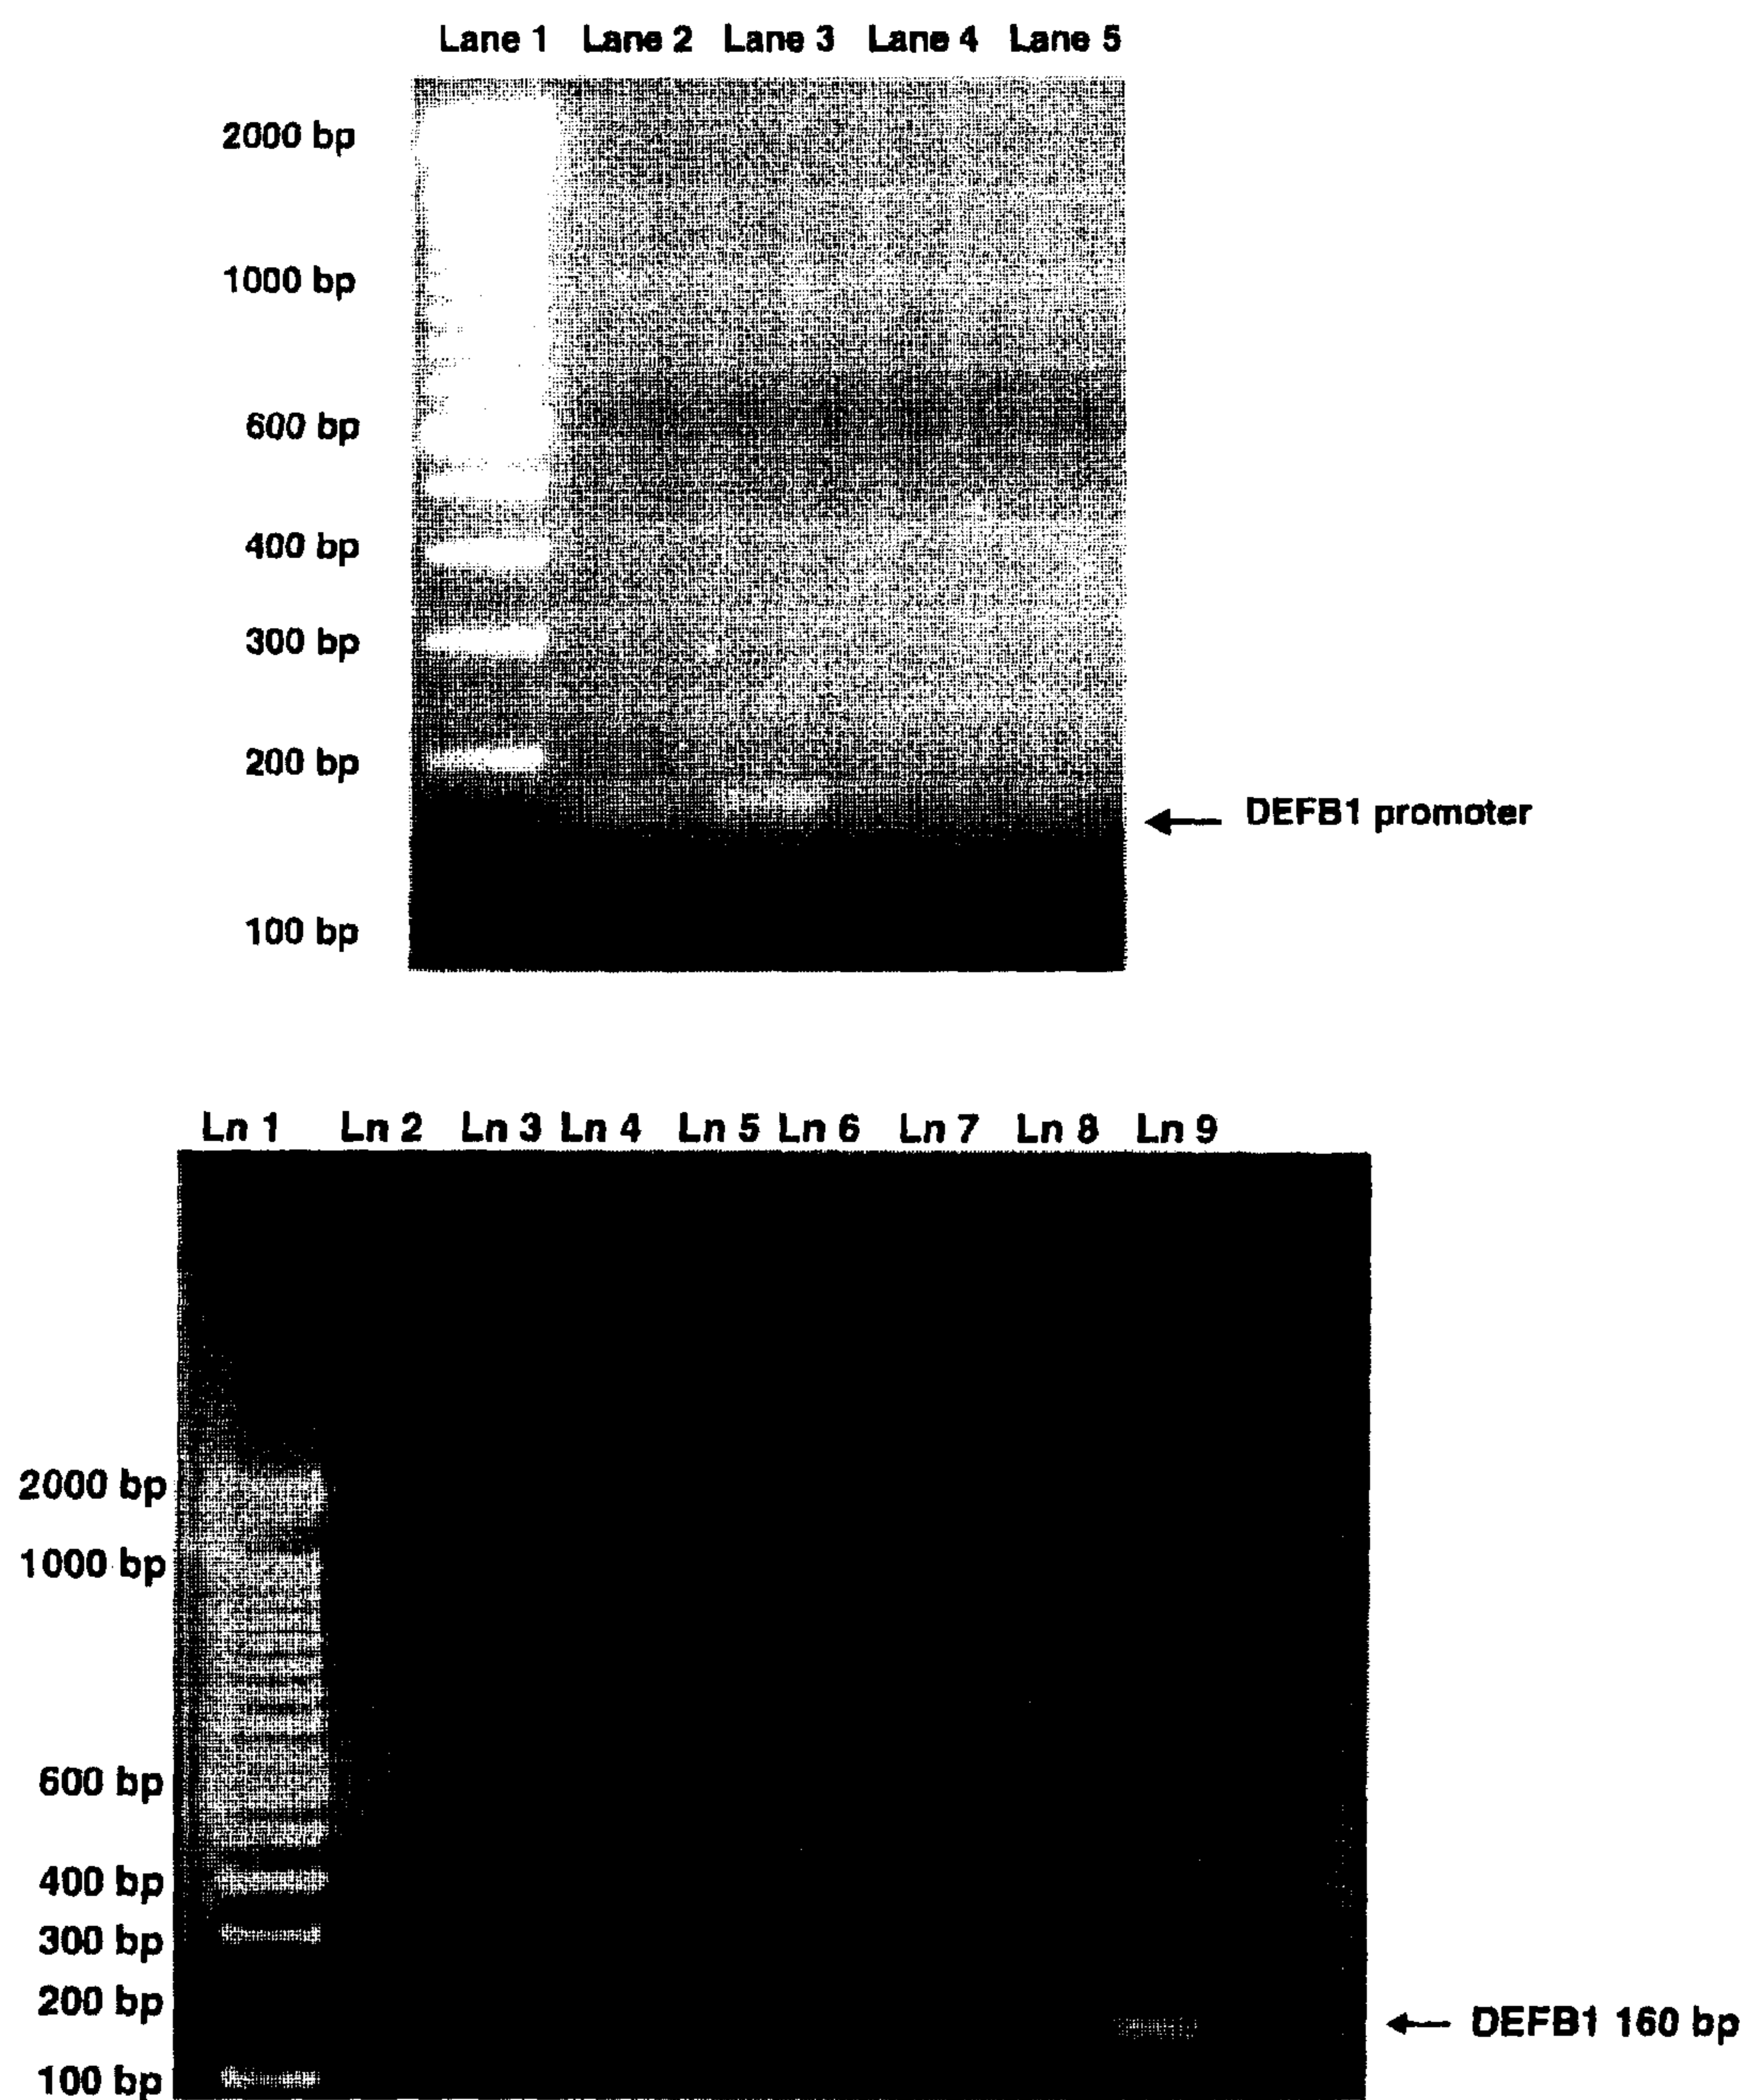 Lane 1 Lane 2 Lane 3 Lane 4 Lane 5
2000 bp
1000 bp
600 bp
400 bp
300 bp
200 bp
DEFB1 promoter
100 bp
Ln 1 Ln 2 Ln 3 Ln 4 Ln 5 Ln 6 Ln 7 Ln 8 Ln 9
2000 bp
1000 bp
600 bp
400 bp
300 bp
200 bp
DEFB1 160 bp
100 bp